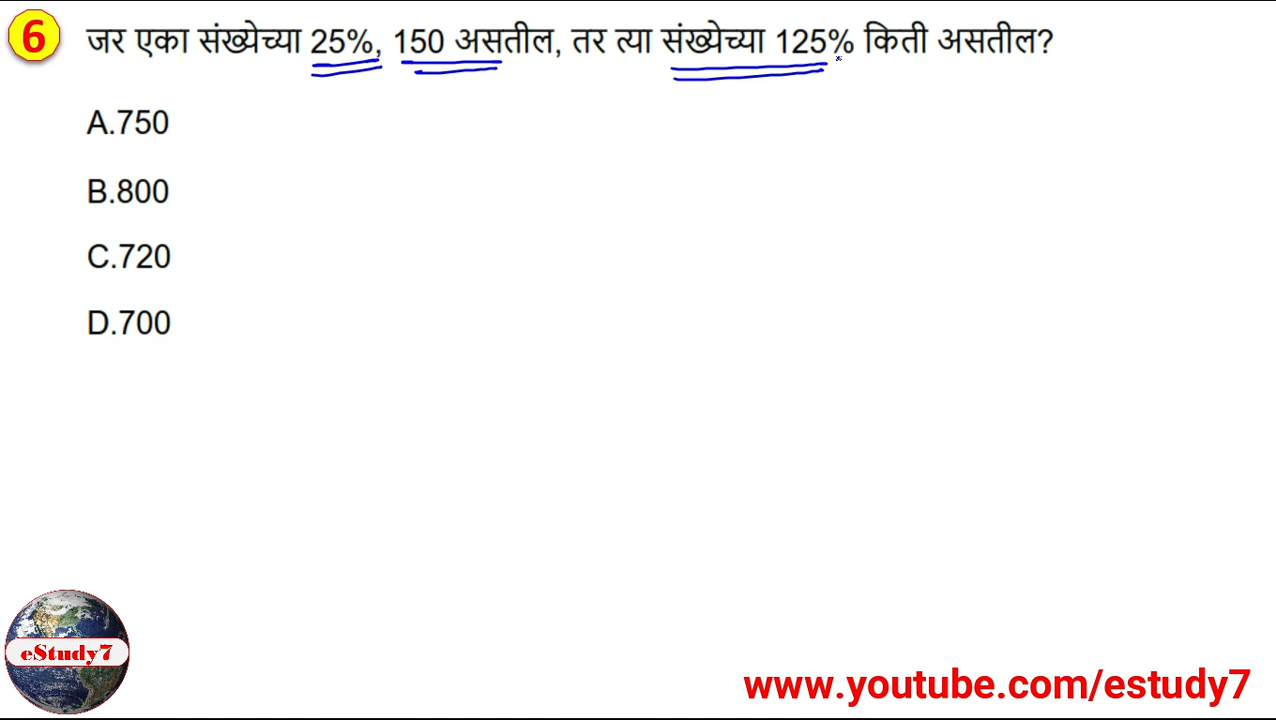 6 जर एका संख्येच्या 25%, 150 असतील, तर त्या संख्येच्या 125% किती असतील?
A.750
B.800
C.720
D.700
eStudy7
www.youtube.com/estudy7